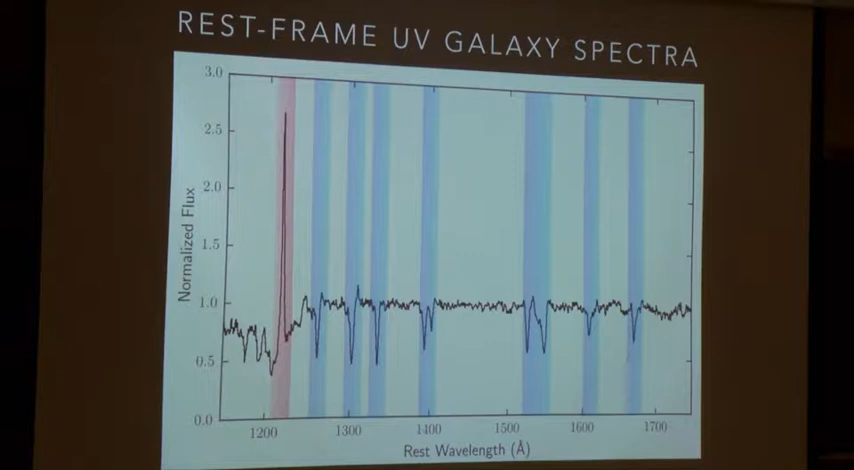 REST-FRAME UV GALAXY SPECTRA
3.0
2.5
2.0
1.5
1.0
0.5
0.0
Normalized Flux
1200 1300 1400 1500 1600 1700
Rest Wavelength (Å)